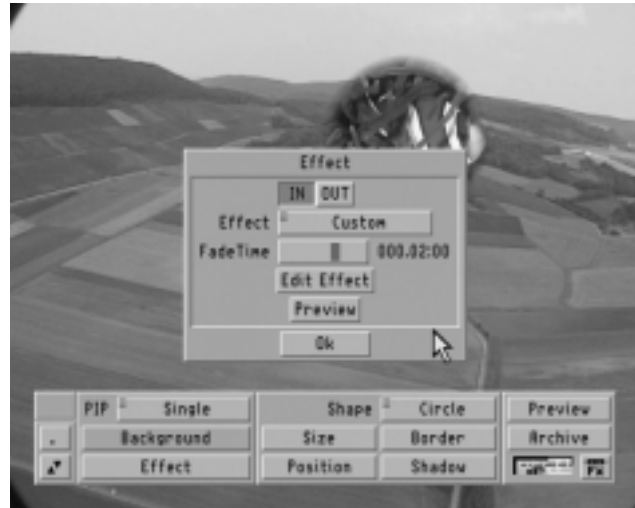 Effect
IN OUT
Effect Custom
FadeTime 000.02:00
Edit Effect
Preview
Ok
PIP Single Shape Circle Preview
Background Size Border Archive
Effect Position Shadow FX